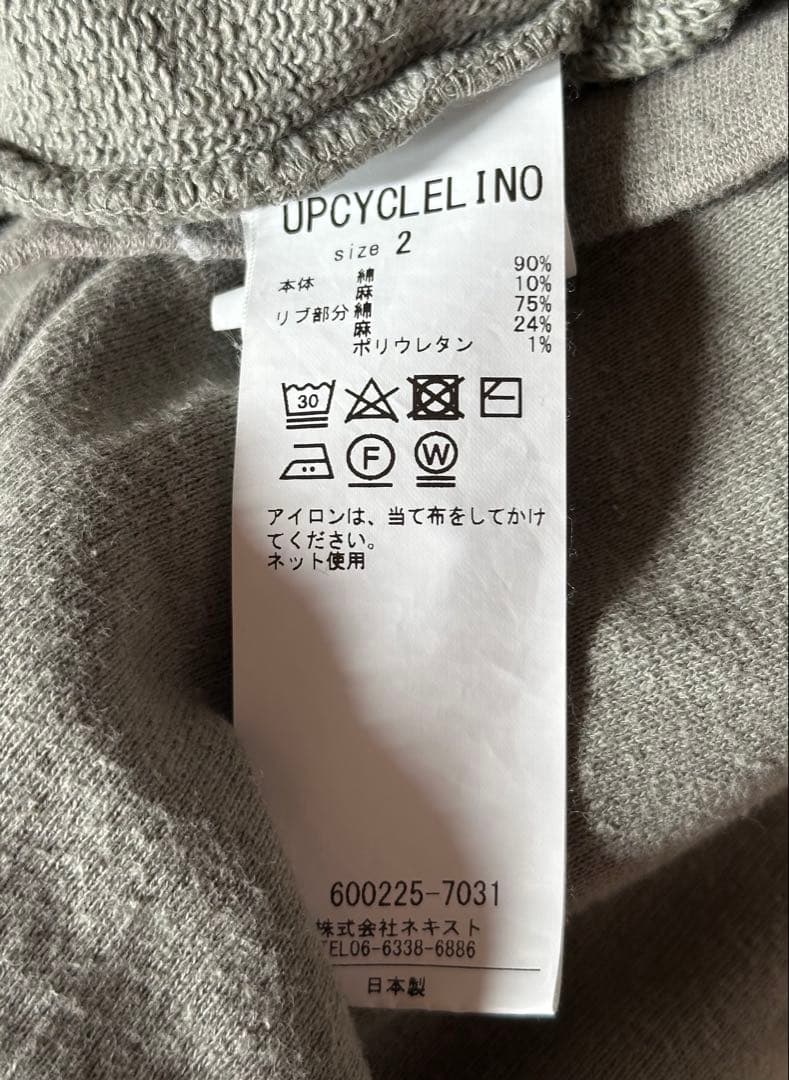 UPCYCLELINO
size 2
本体 綿 90%
麻 10%
リブ部分 綿 75%
麻 24%
ポリウレタン 1%
30
F W
アイロンは、当て布をしてかけ
てください。
ネット使用
600225-7031
株式会社ネキスト
TEL06-6338-6886
日本製